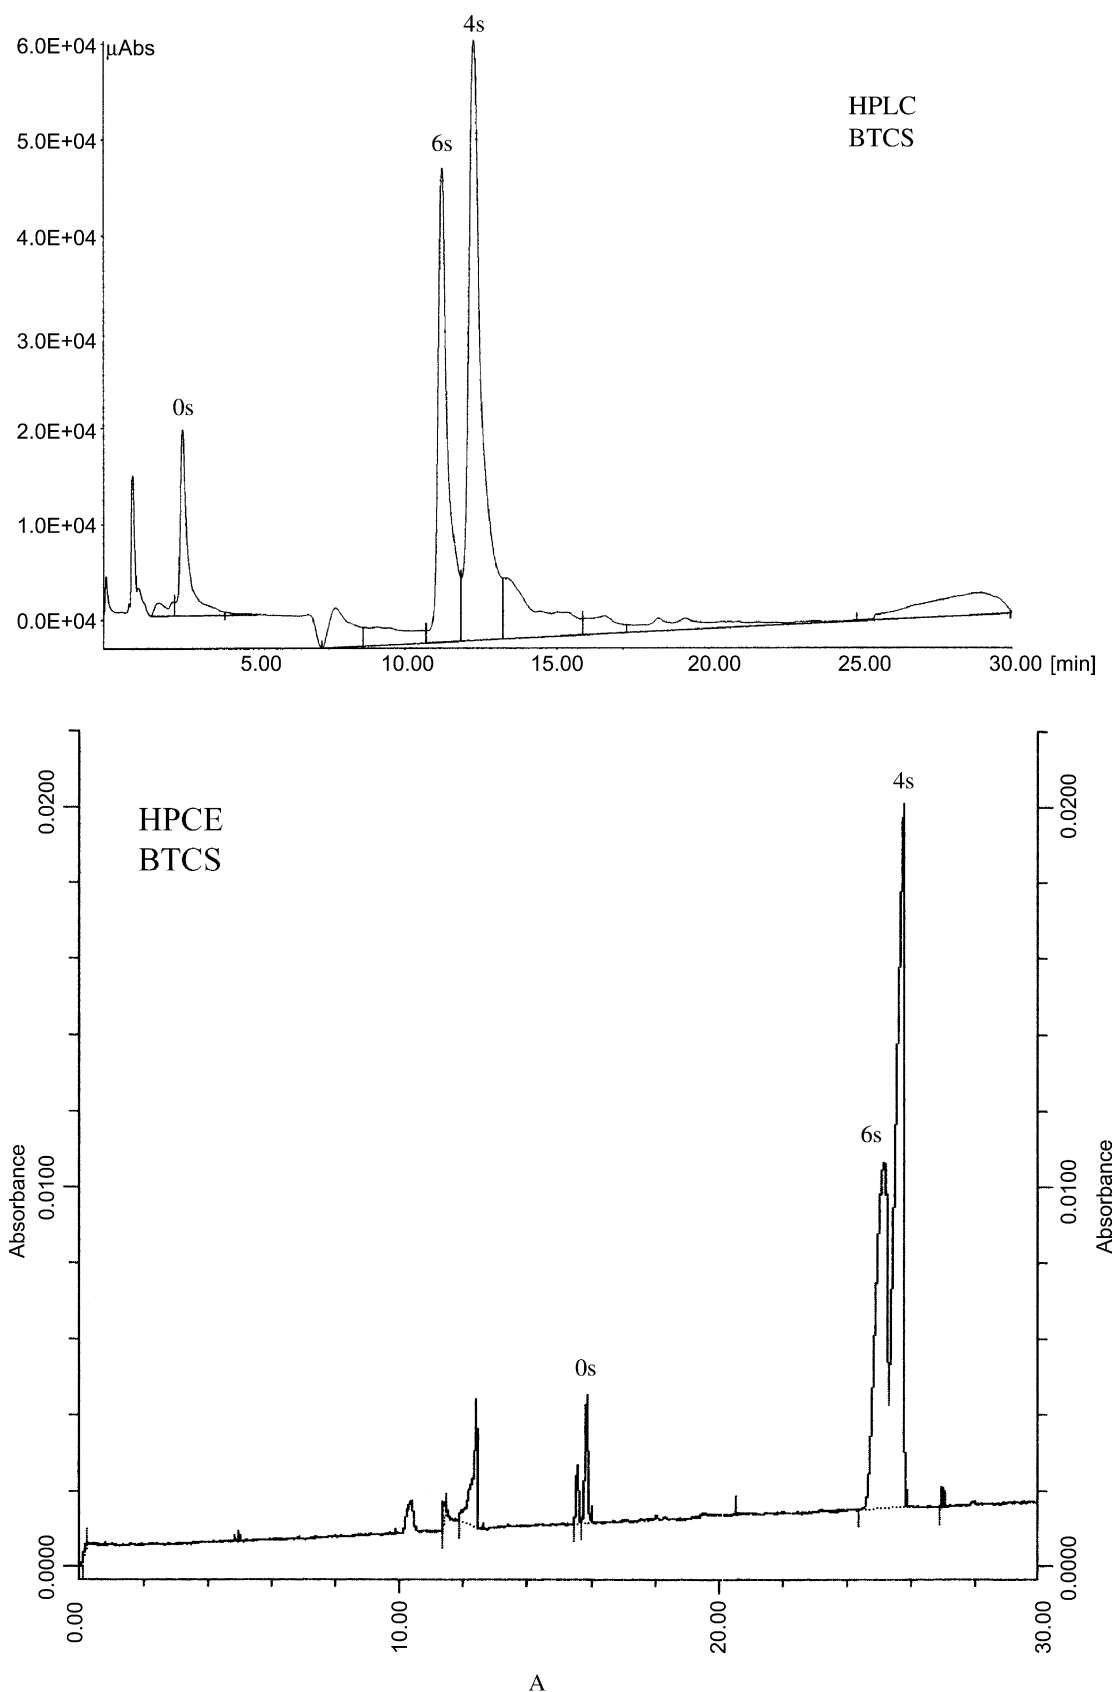 4s
6.0E+04 μAbs
HPLC
BTCS
5.0E+04
6s
4.0E+04
3.0E+04
0s
2.0E+04
1.0E+04
0.0E+04
5.00 10.00 15.00 20.00 25.00 30.00 [min]
4s
0.0200 0.0200
HPCE
BTCS
6s
Absorbance 0.0100 0.0100 Absorbance
0s
0.0000 0.0000
0.00 10.00 20.00 30.00
A